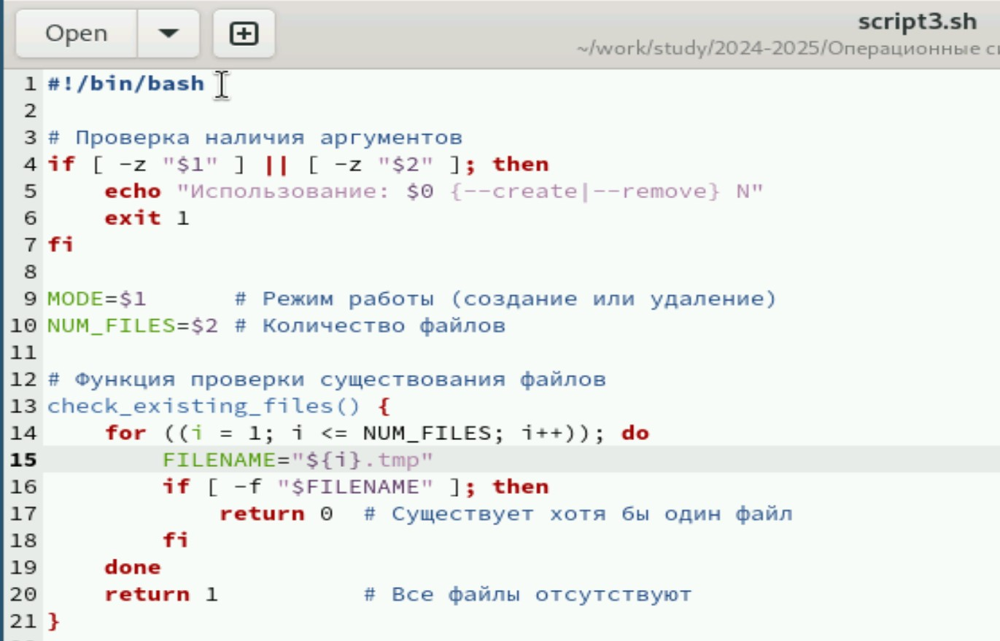 Open
script3.sh
~/work/study/2024-2025/Операционные
1 #!/bin/bash
2
3 # Проверка наличия аргументов
4 if [ -z "$1" ] || [ -z "$2" ]; then
5     echo "Использование: $0 {--create|--remove} N"
6     exit 1
7 fi
8
9 MODE=$1      # Режим работы (создание или удаление)
10 NUM_FILES=$2 # Количество файлов
11
12 # Функция проверки существования файлов
13 check_existing_files() {
14     for ((i = 1; i <= NUM_FILES; i++)); do
15         FILENAME="${i}.tmp"
16         if [ -f "$FILENAME" ]; then
17             return 0  # Существует хотя бы один файл
18         fi
19     done
20     return 1          # Все файлы отсутствуют
21 }